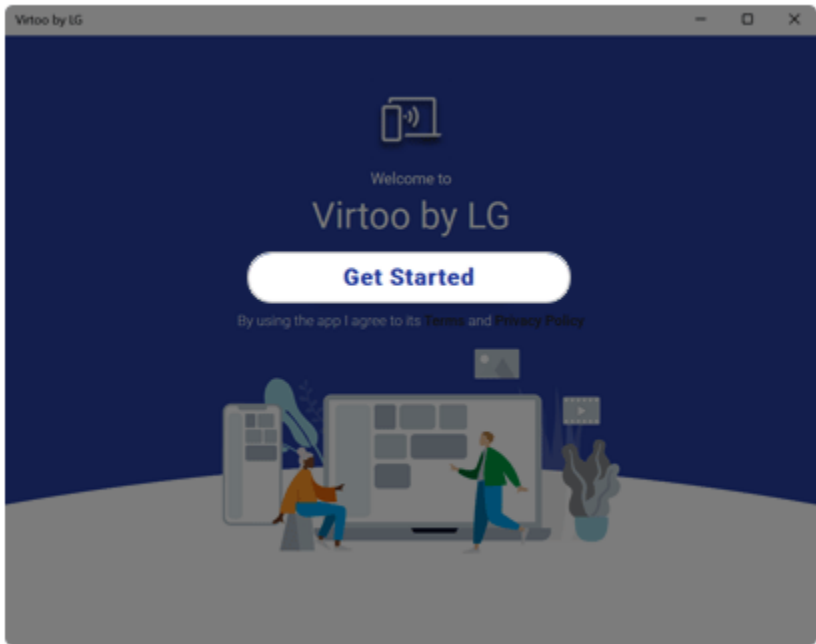 Virtoo by LG
Welcome to
Virtoo by LG
Get Started
By using the app I agree to its Terms and Privacy Policy